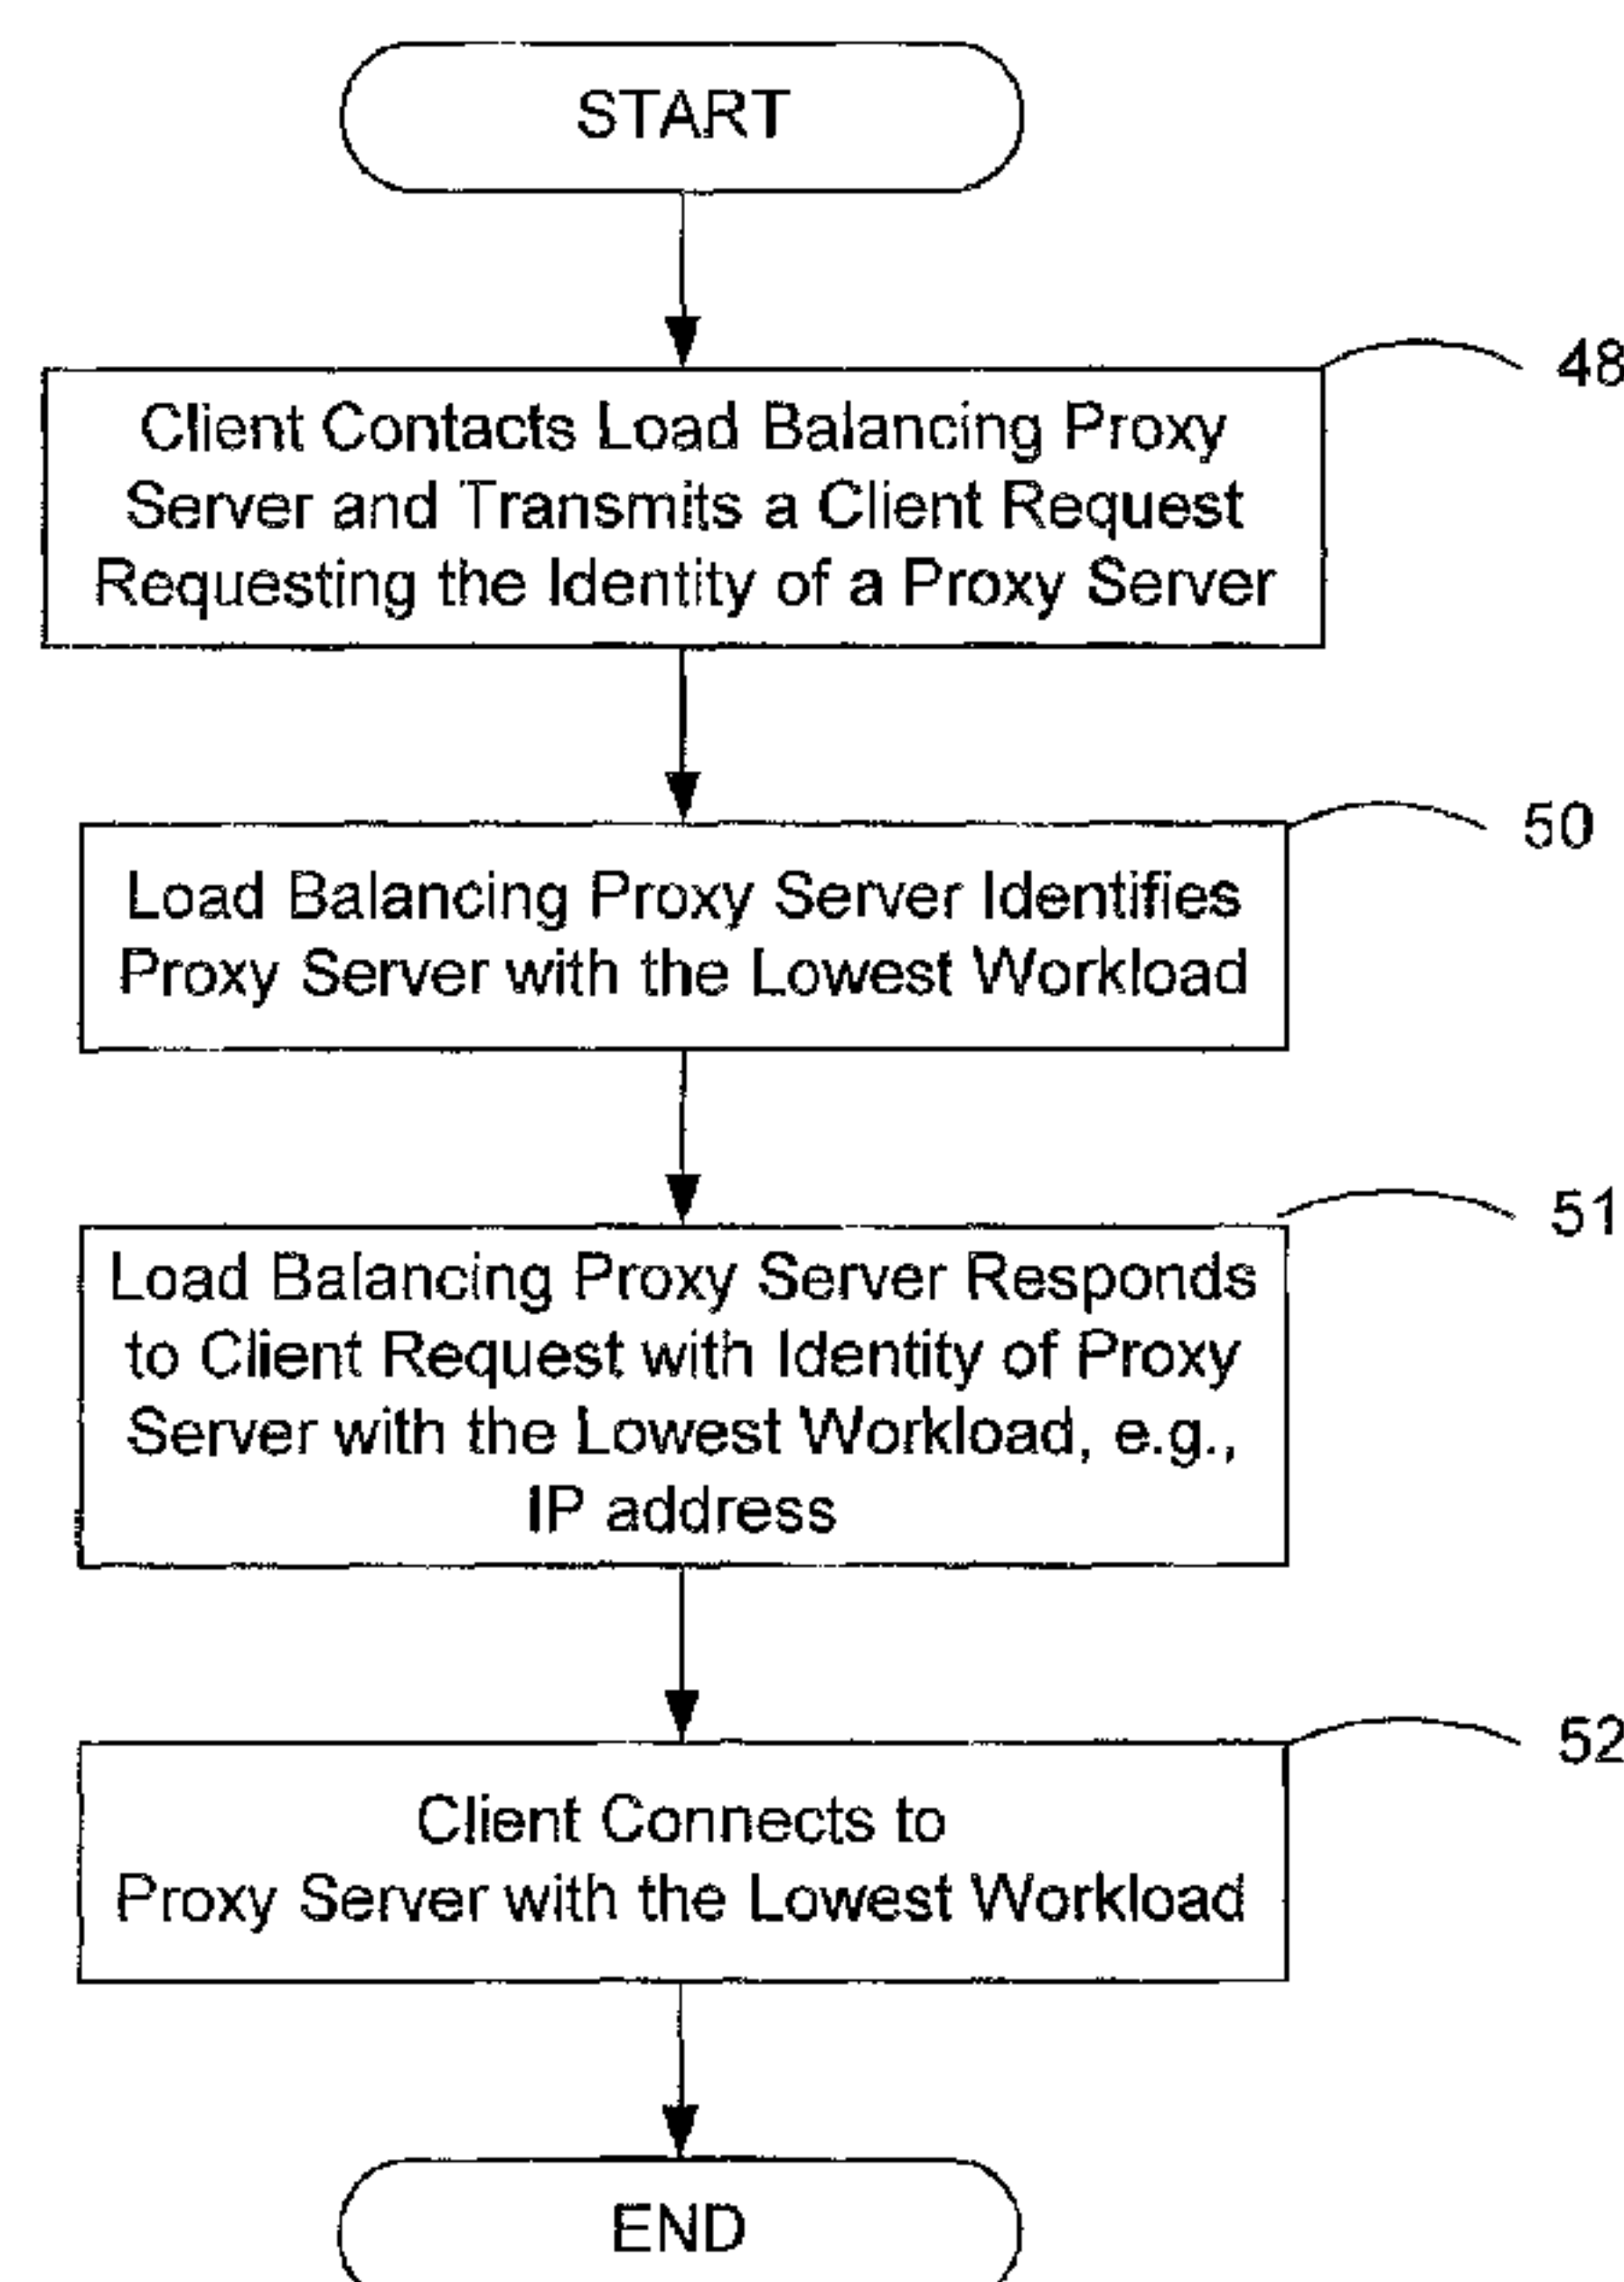 START
48
Client Contacts Load Balancing Proxy
Server and Transmits a Client Request
Requesting the Identity of a Proxy Server
50
Load Balancing Proxy Server Identifies
Proxy Server with the Lowest Workload
51
Load Balancing Proxy Server Responds
to Client Request with Identity of Proxy
Server with the Lowest Workload, e.g.,
IP address
52
Client Connects to
Proxy Server with the Lowest Workload
END